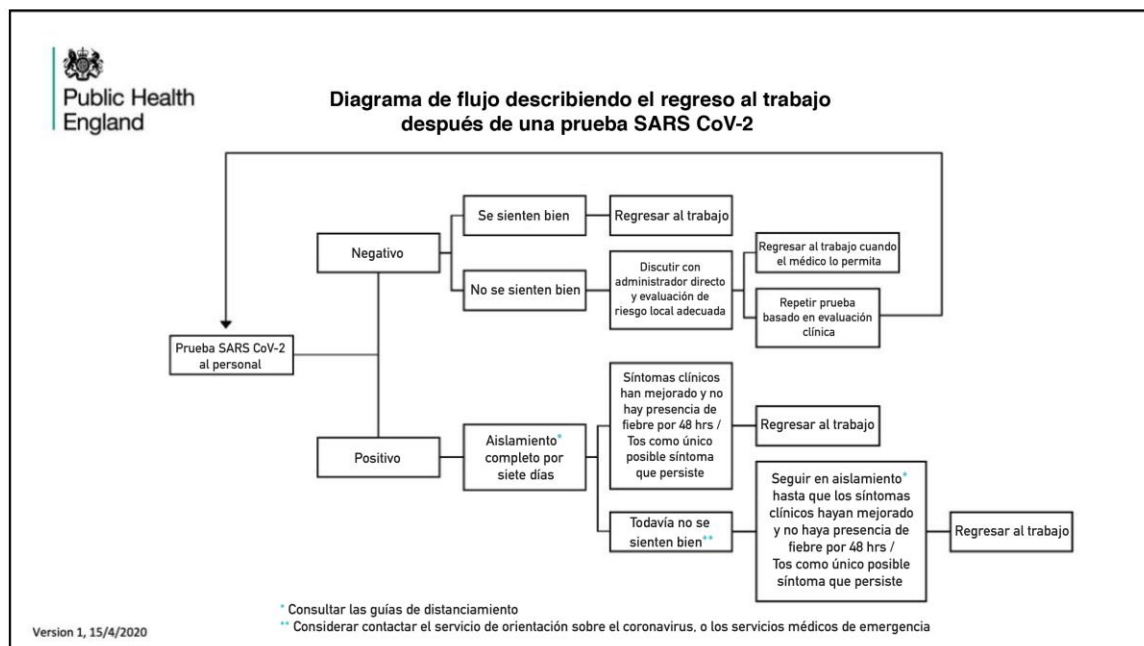 Public Health
England
Diagrama de flujo describiendo el regreso al trabajo
después de una prueba SARS CoV-2
Prueba SARS CoV-2
al personal
Negativo
Se sienten bien
Regresar al trabajo
No se sienten bien
Discutir con
administrador directo
y evaluación de
riesgo local adecuada
Regresar al trabajo cuando
el médico lo permita
Repetir prueba
basado en evaluación
clínica
Positivo
Aislamiento*
completo por
siete días
Síntomas clínicos
han mejorado y no
hay presencia de
fiebre por 48 hrs /
Tos como único
posible síntoma
que persiste
Regresar al trabajo
Todavía no se
sienten bien**
Seguir en aislamiento*
hasta que los síntomas
clínicos hayan mejorado
y no haya presencia de
fiebre por 48 hrs /
Tos como único posible
síntoma que persiste
Regresar al trabajo
* Consultar las guías de distanciamiento
** Considerar contactar el servicio de orientación sobre el coronavirus, o los servicios médicos de emergencia
Version 1, 15/4/2020